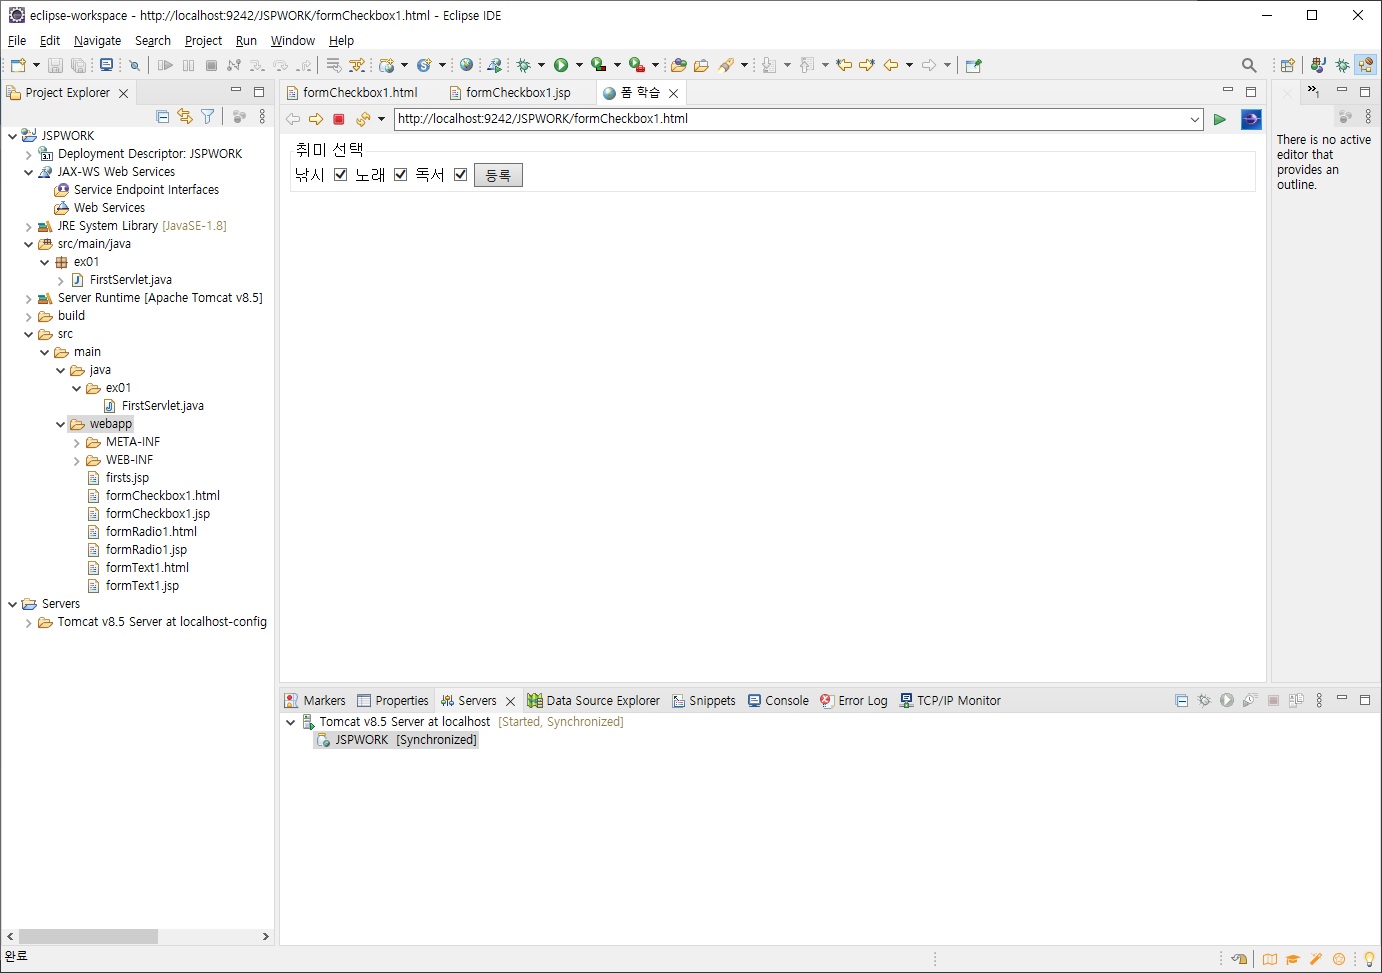 eclipse-workspace - http://localhost:9242/JSPWORK/formCheckbox1.html - Eclipse IDE
File Edit Navigate Search Project Run Window Help
Project Explorer
JSPWORK
3.1 Deployment Descriptor: JSPWORK
JAX-WS Web Services
Service Endpoint Interfaces
Web Services
JRE System Library [JavaSE-1.8]
src/main/java
ex01
FirstServlet.java
Server Runtime [Apache Tomcat v8.5]
build
src
main
java
ex01
FirstServlet.java
webapp
META-INF
WEB-INF
firsts.jsp
formCheckbox1.html
formCheckbox1.jsp
formRadio1.html
formRadio1.jsp
formText1.html
formText1.jsp
Servers
Tomcat v8.5 Server at localhost-config
formCheckbox1.html formCheckbox1.jsp 폼 학습
http://localhost:9242/JSPWORK/formCheckbox1.html
취미 선택
낚시 노래 독서 등록
»1
There is no active
editor that
provides an
outline.
Markers Properties Servers Data Source Explorer Snippets Console Error Log TCP/IP Monitor
Tomcat v8.5 Server at localhost [Started, Synchronized]
JSPWORK [Synchronized]
완료